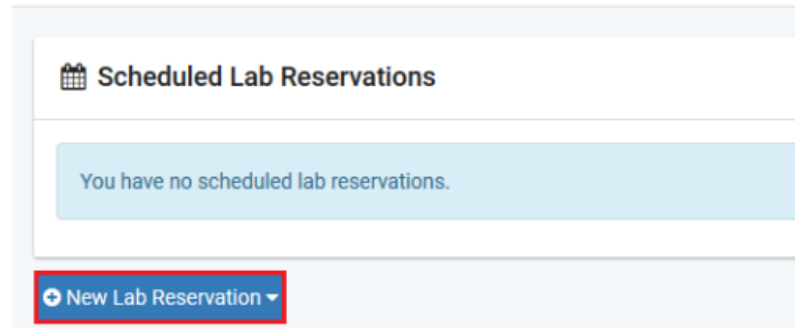 Scheduled Lab Reservations
You have no scheduled lab reservations.
New Lab Reservation